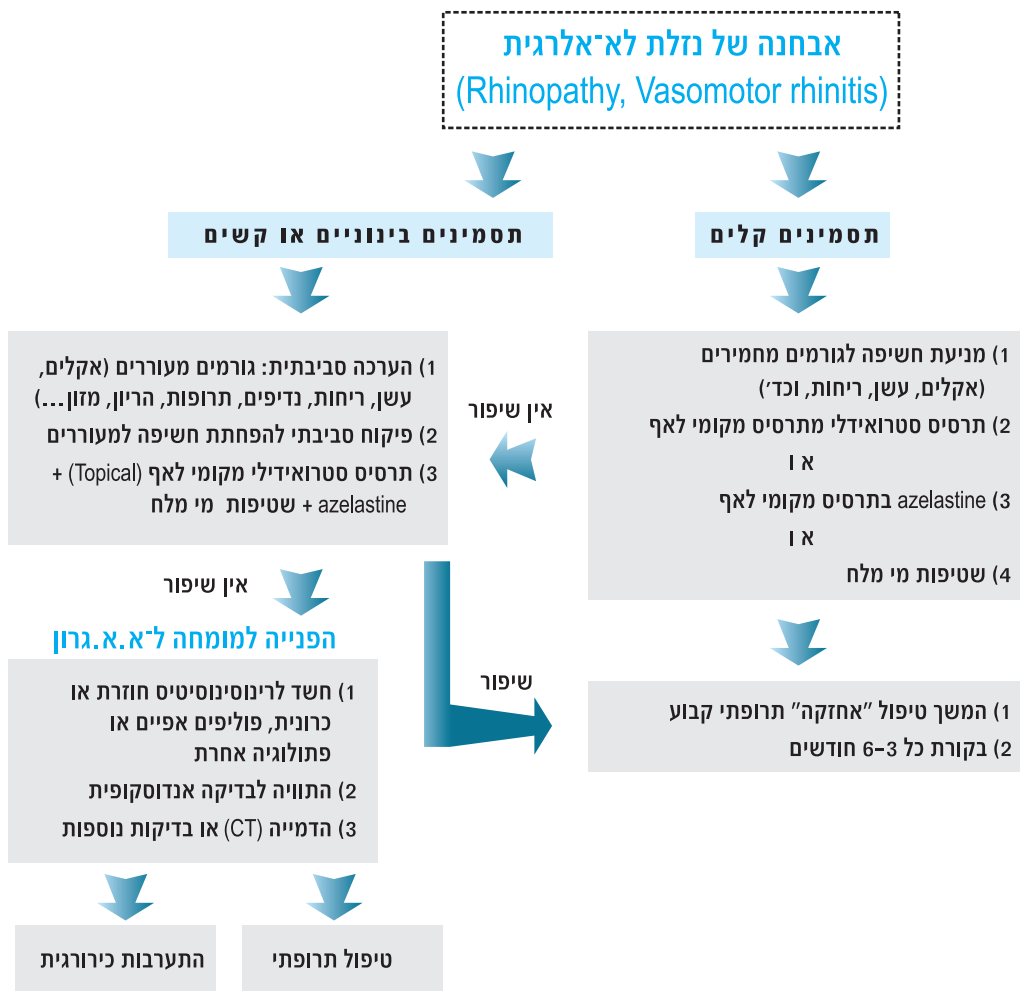 אבחנה של נזלת לא־אלרגית
(Rhinopathy, Vasomotor rhinitis)
תסמינים קלים
תסמינים בינוניים או קשים
1) מניעת חשיפה לגורמים מחמירים
(אקלים, עשן, ריחות, וכד׳)
2) תרסיס סטרואידלי מתרסיס מקומי לאף
או
3) azelastine בתרסיס מקומי לאף
או
4) שטיפות מי מלח
אין שיפור
1) הערכה סביבתית: גורמים מעוררים (אקלים,
עשן, ריחות, נדיפים, תרופות, הריון, מזון...)
2) פיקוח סביבתי להפחתת חשיפה למעוררים
3) תרסיס סטרואידילי מקומי לאף (Topical) +
azelastine + שטיפות מי מלח
אין שיפור
הפנייה למומחה ל־א.א.גרון
1) חשד לרינוסינוסיטיס חוזרת או
כרונית, פוליפים אפיים או
פתולוגיה אחרת
2) התוויה לבדיקה אנדוסקופית
3) הדמייה (CT) או בדיקות נוספות
שיפור
1) המשך טיפול "אחזקה" תרופתי קבוע
2) בקורת כל 3–6 חודשים
טיפול תרופתי
התערבות כירורגית